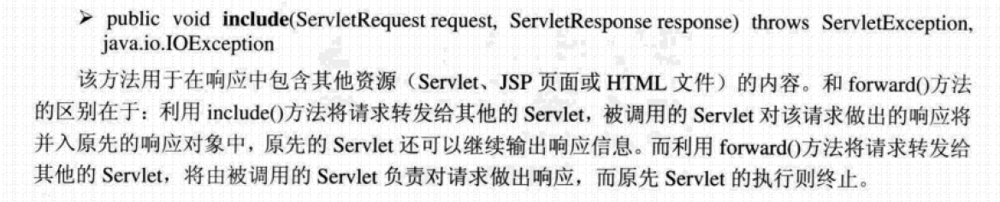 ➤ public void include(ServletRequest request, ServletResponse response) throws ServletException,
java.io.IOException
该方法用于在响应中包含其他资源（Servlet、JSP 页面或 HTML 文件）的内容。和 forward()方法
的区别在于：利用 include()方法将请求转发给其他的 Servlet，被调用的 Servlet 对该请求做出的响应将
并入原先的响应对象中，原先的 Servlet 还可以继续输出响应信息。而利用 forward()方法将请求转发给
其他的 Servlet，将由被调用的 Servlet 负责对请求做出响应，而原先 Servlet 的执行则终止。